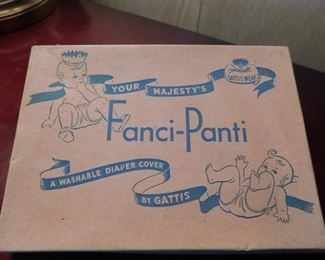 YOUR MAJESTY'S
GATTIS WEAR
Fanci-Panti
A WASHABLE DIAPER COVER
BY GATTIS